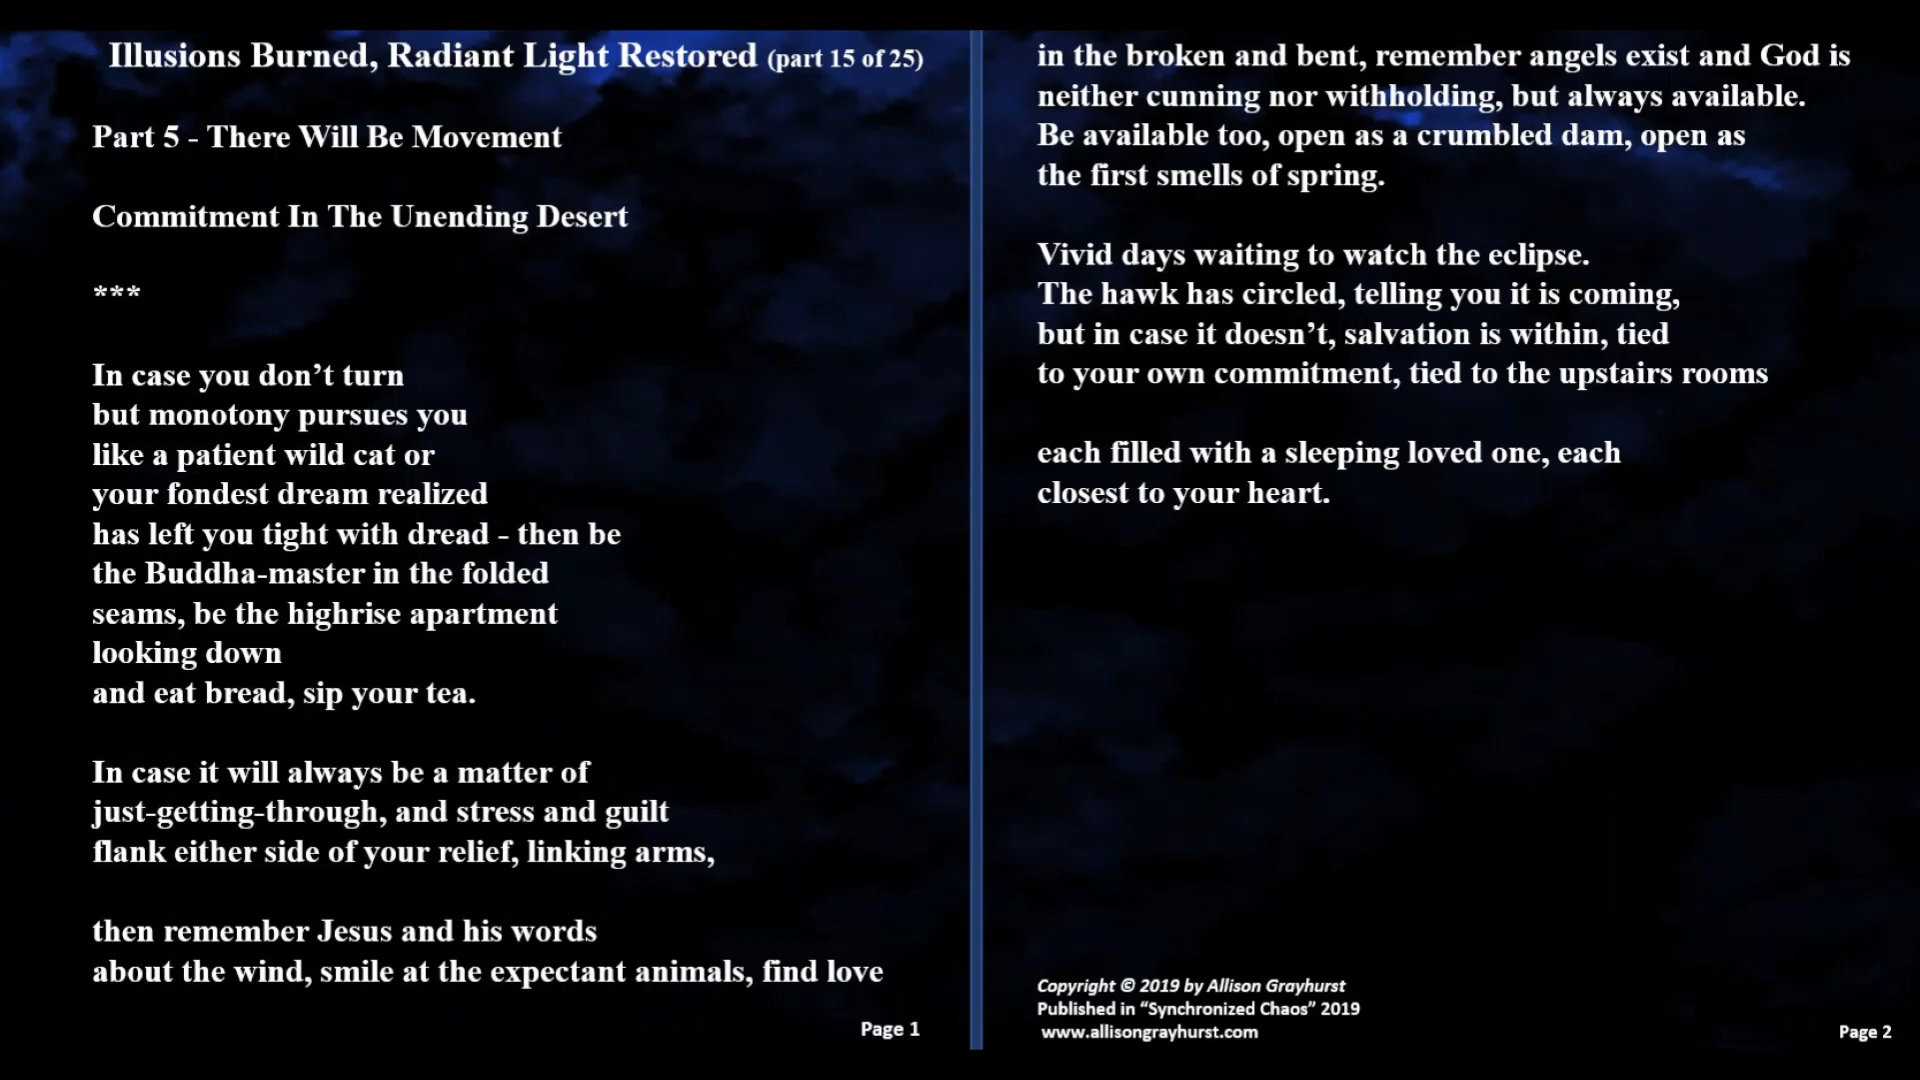 Illusions Burned, Radiant Light Restored (part 15 of 25)
Part 5 - There Will Be Movement
Commitment In The Unending Desert
***
In case you don’t turn
but monotony pursues you
like a patient wild cat or
your fondest dream realized
has left you tight with dread - then be
the Buddha-master in the folded
seams, be the highrise apartment
looking down
and eat bread, sip your tea.
In case it will always be a matter of
just-getting-through, and stress and guilt
flank either side of your relief, linking arms,
then remember Jesus and his words
about the wind, smile at the expectant animals, find love
Page 1
in the broken and bent, remember angels exist and God is
neither cunning nor withholding, but always available.
Be available too, open as a crumbled dam, open as
the first smells of spring.
Vivid days waiting to watch the eclipse.
The hawk has circled, telling you it is coming,
but in case it doesn’t, salvation is within, tied
to your own commitment, tied to the upstairs rooms
each filled with a sleeping loved one, each
closest to your heart.
Copyright © 2019 by Allison Grayhurst
Published in “Synchronized Chaos” 2019
www.allisongrayhurst.com
Page 2